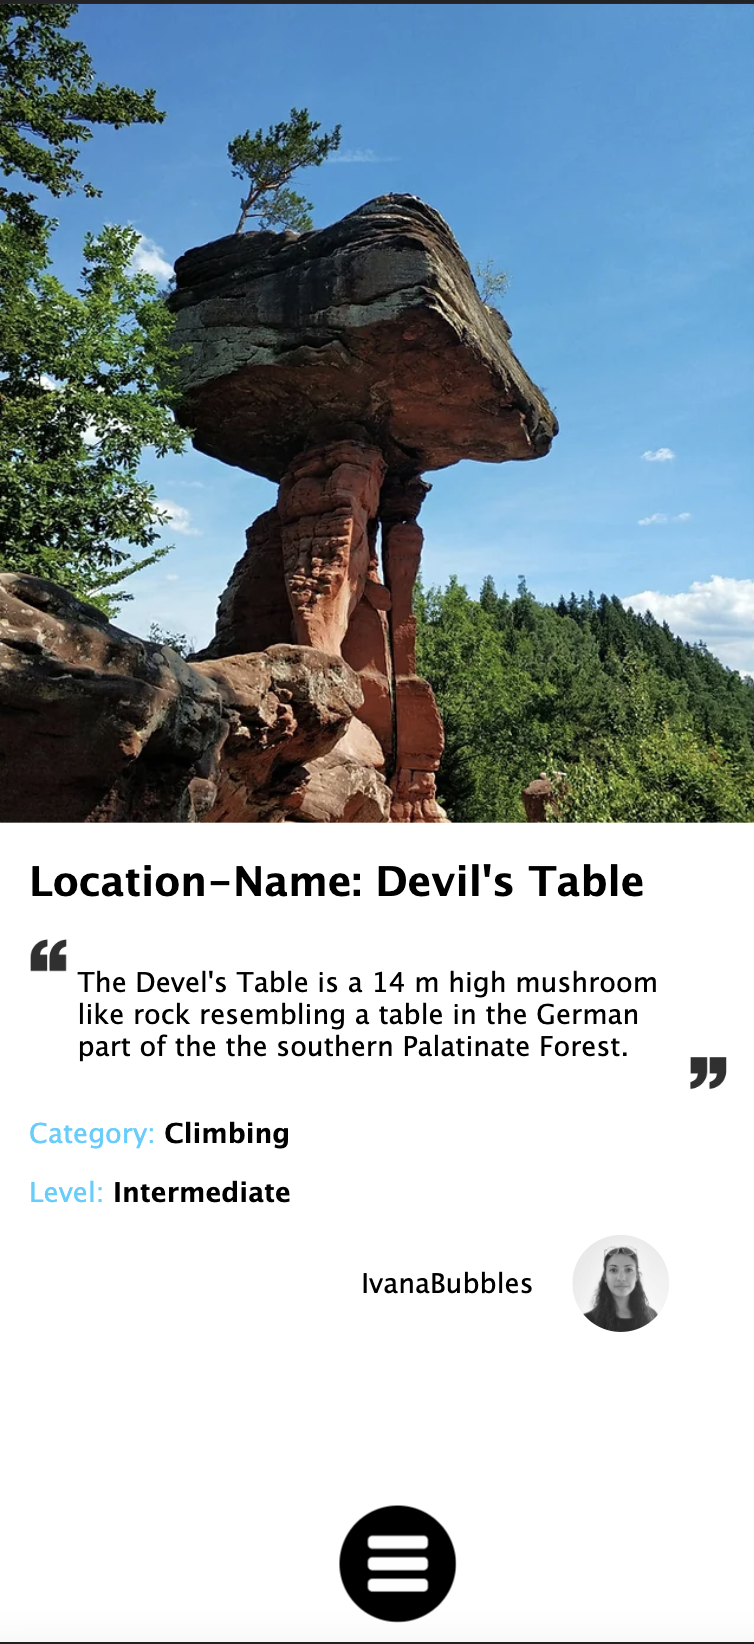 Location-Name: Devil's Table
“
The Devel's Table is a 14 m high mushroom
like rock resembling a table in the German
part of the the southern Palatinate Forest.
”
Category: Climbing
Level: Intermediate
IvanaBubbles